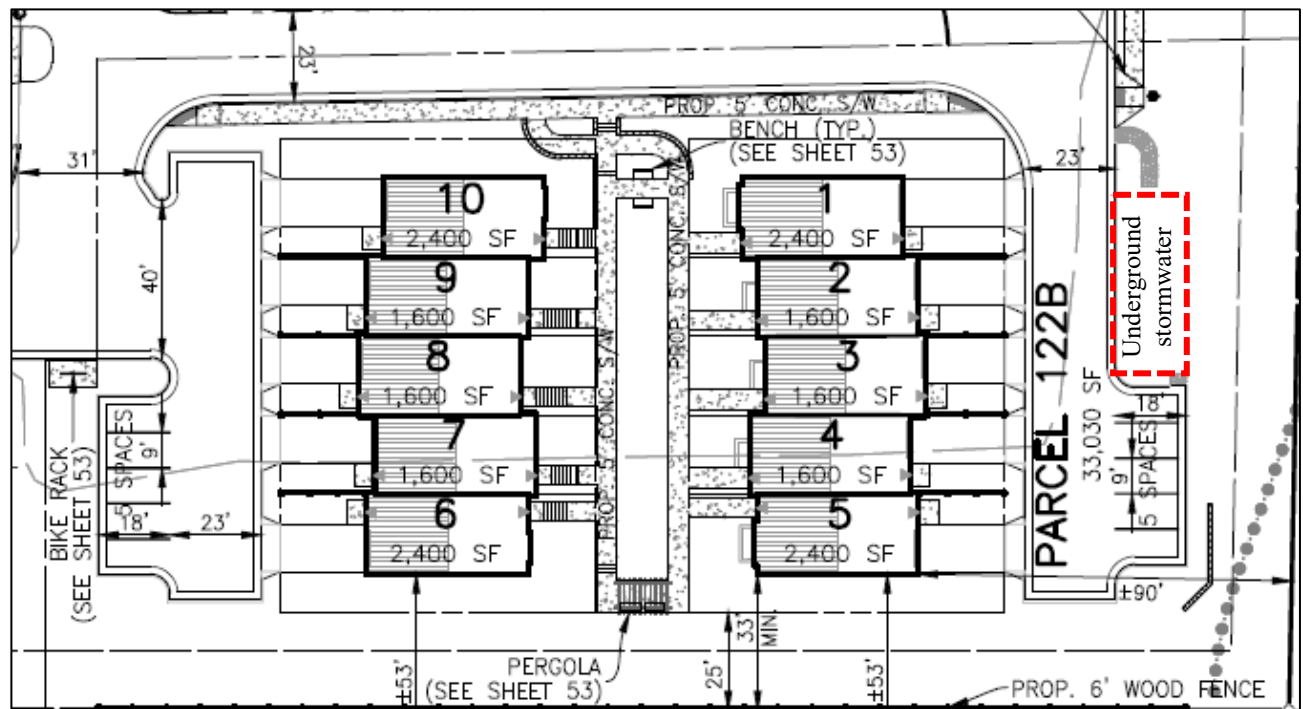 23'
PROP. 5' CONC. S/W
BENCH (TYP.)
(SEE SHEET 53)
31'
23'
10
2,400 SF
1
2,400 SF
9
1,600 SF
2
1,600 SF
8
1,600 SF
3
1,600 SF
7
1,600 SF
4
1,600 SF
6
2,400 SF
5
2,400 SF
40'
PROP. 5' CONC. S/W
PROP. 5' CONC. S/W
Underground
stormwater
PARCEL 122B
33,030 SF
18'
9'
5 SPACES
5 SPACES
9'
18'
23'
BIKE RACK
(SEE SHEET 53)
±90'
±53'
PERGOLA
(SEE SHEET 53)
25'
33'
MIN.
±53'
PROP. 6' WOOD FENCE